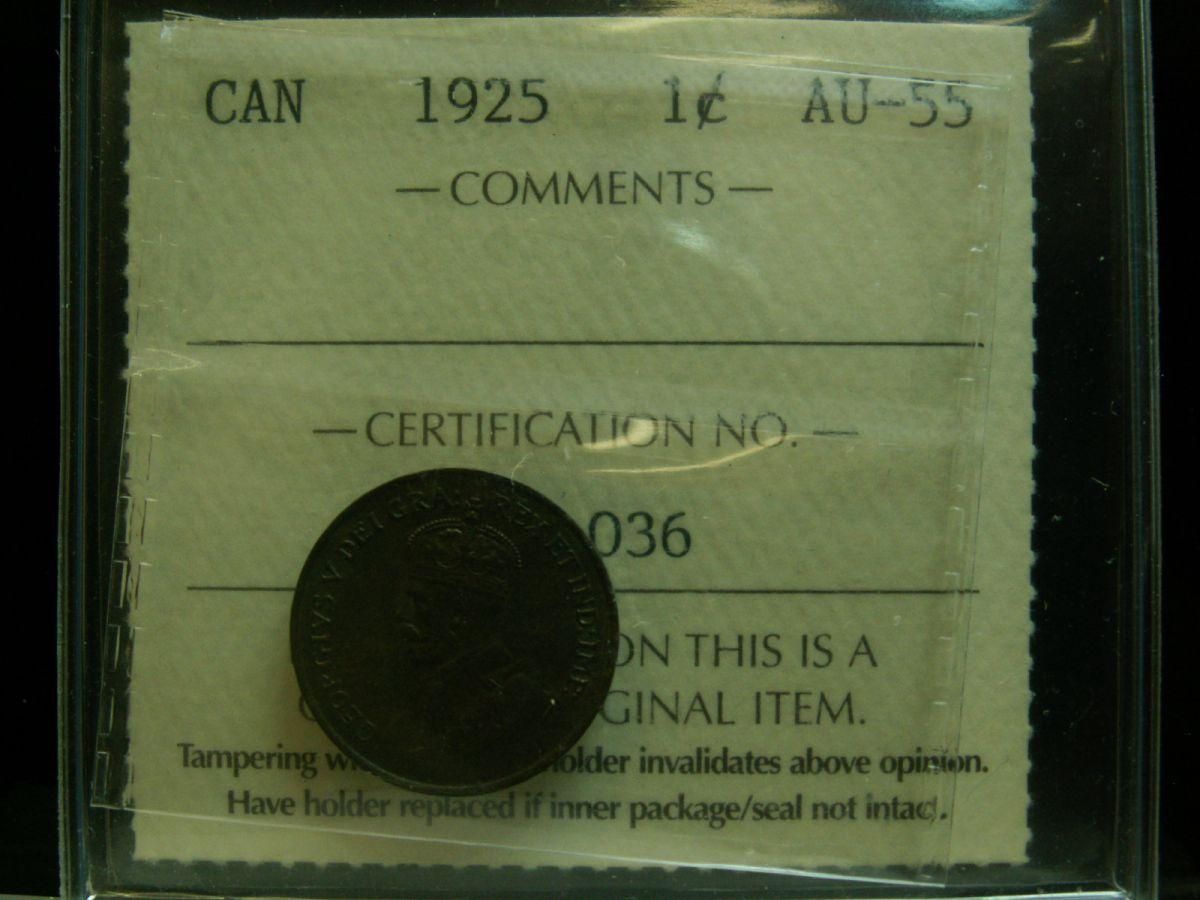 CAN 1925 1¢ AU-55
— COMMENTS —
— CERTIFICATION NO. —
036
ON THIS IS A
GINAL ITEM.
Tampering older invalidates above opinion.
Have holder replaced if inner package/seal not intact.
GEORGIVS V DEI GRA: REX ET IND:IMP: